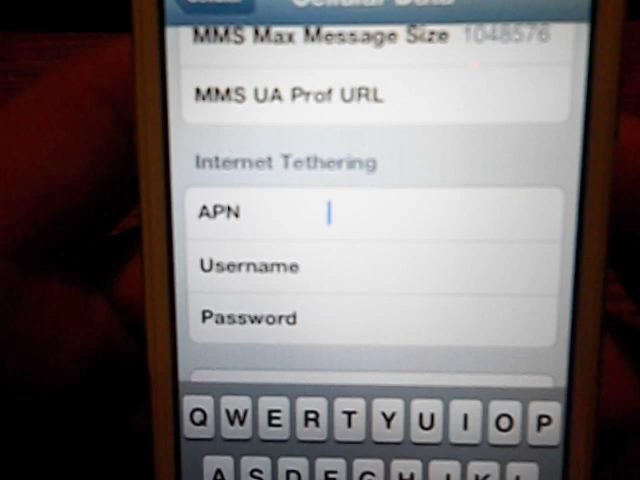 Cellular Data
MMS Max Message Size 1048576
MMS UA Prof URL
Internet Tethering
APN
Username
Password
Q W E R T Y U I O P
A S D F G H J K L